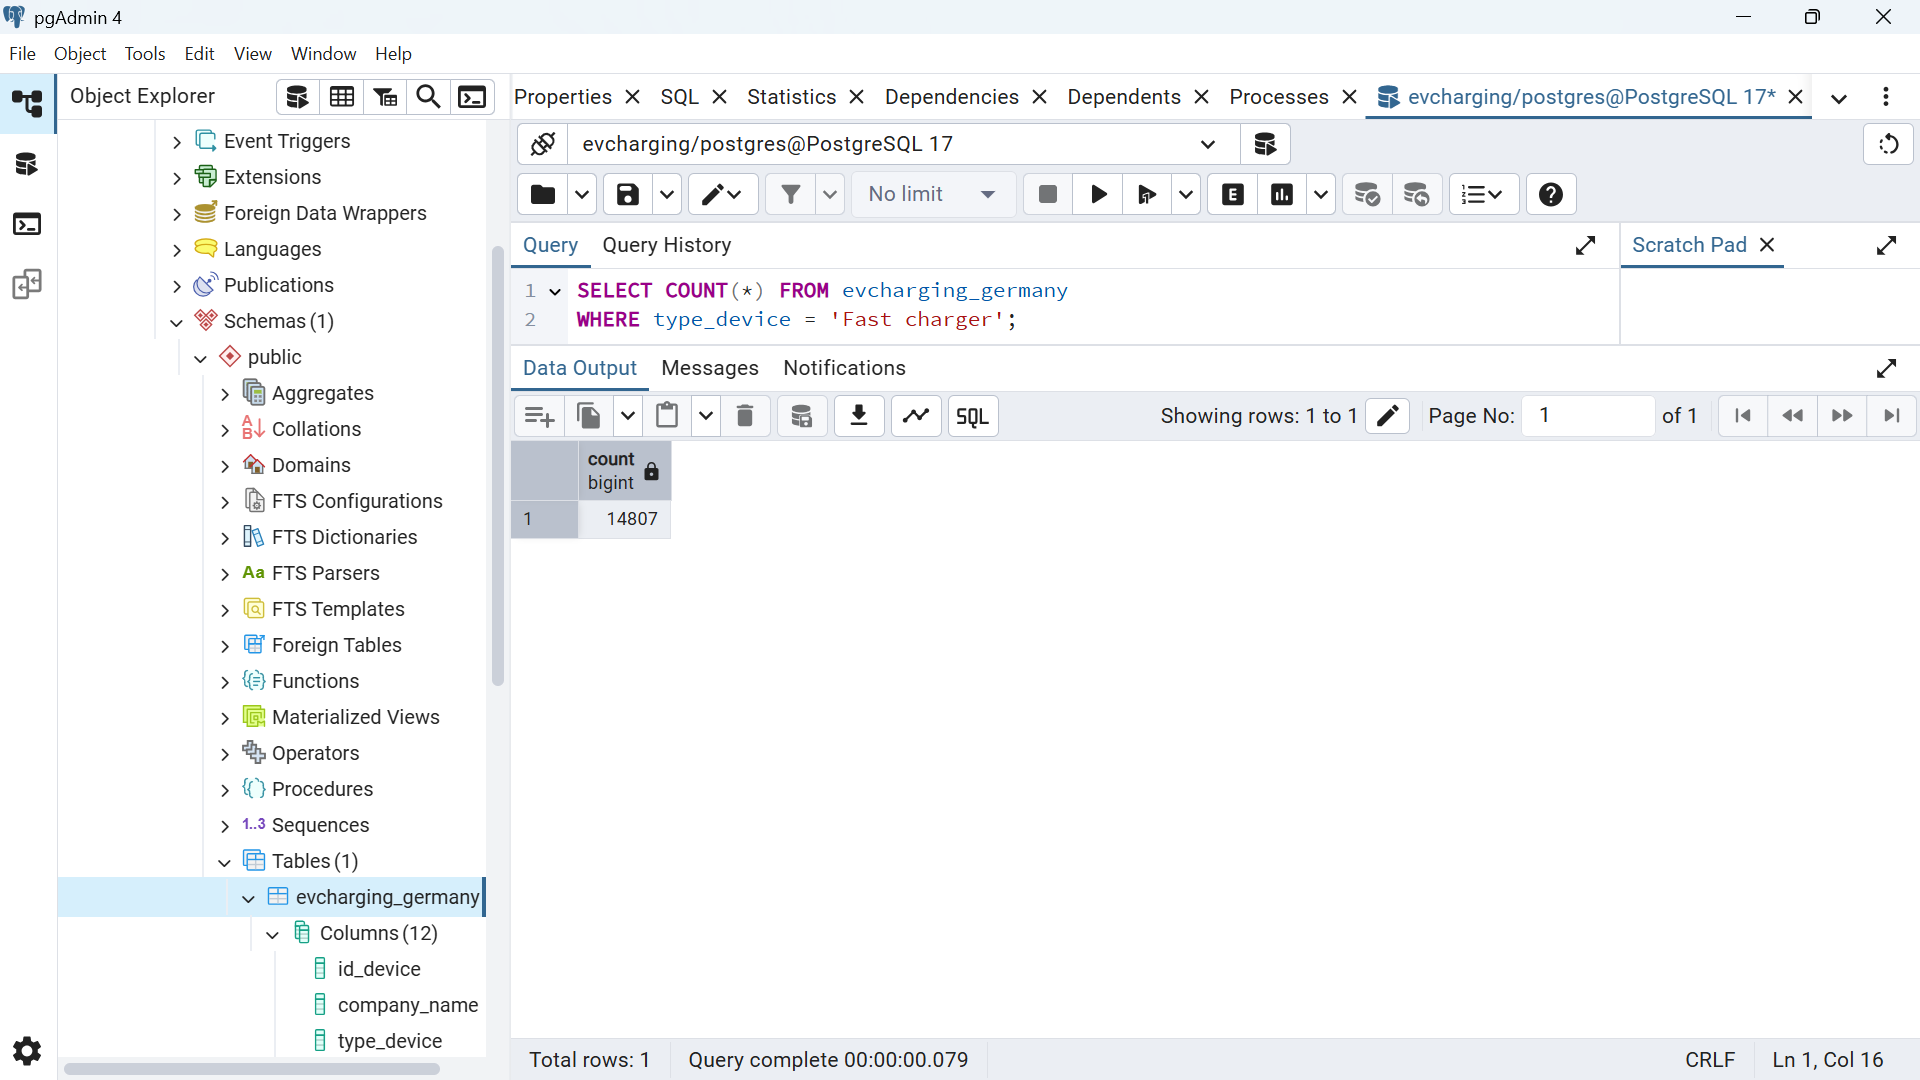 pgAdmin 4
File Object Tools Edit View Window Help
Object Explorer
Properties SQL Statistics Dependencies Dependents Processes evcharging/postgres@PostgreSQL 17*
Event Triggers
Extensions
Foreign Data Wrappers
Languages
Publications
Schemas (1)
public
Aggregates
Collations
Domains
FTS Configurations
FTS Dictionaries
Aa FTS Parsers
FTS Templates
Foreign Tables
Functions
Materialized Views
Operators
Procedures
1..3 Sequences
Tables (1)
evcharging_germany
Columns (12)
id_device
company_name
type_device
evcharging/postgres@PostgreSQL 17
No limit E
Query Query History
Scratch Pad
1 SELECT COUNT(*) FROM evcharging_germany
2 WHERE type_device = 'Fast charger';
Data Output Messages Notifications
SQL Showing rows: 1 to 1 Page No: 1 of 1
count
bigint
1 14807
Total rows: 1 Query complete 00:00:00.079 CRLF Ln 1, Col 16